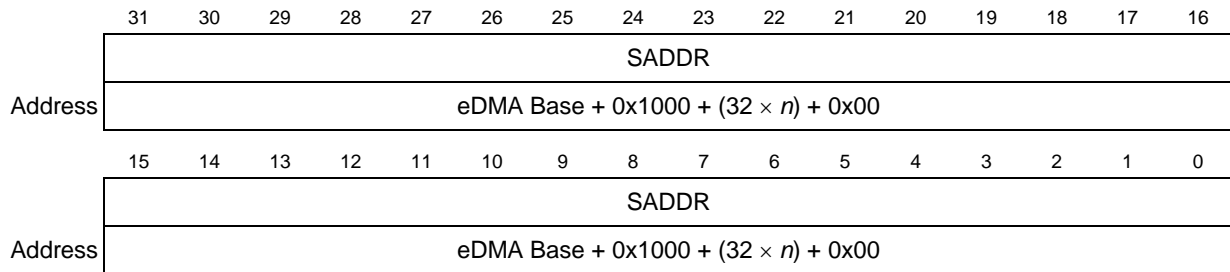 31 30 29 28 27 26 25 24 23 22 21 20 19 18 17 16
SADDR
Address eDMA Base + 0x1000 + (32 × n) + 0x00
15 14 13 12 11 10 9 8 7 6 5 4 3 2 1 0
SADDR
Address eDMA Base + 0x1000 + (32 × n) + 0x00